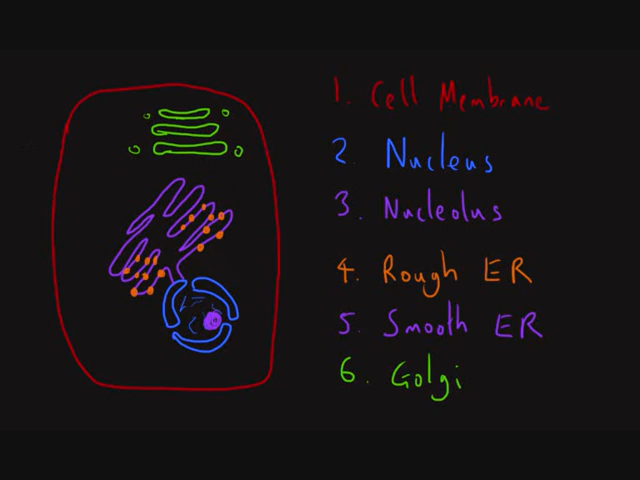 1. Cell Membrane
2. Nucleus
3. Nucleolus
4. Rough ER
5. Smooth ER
6. Golgi